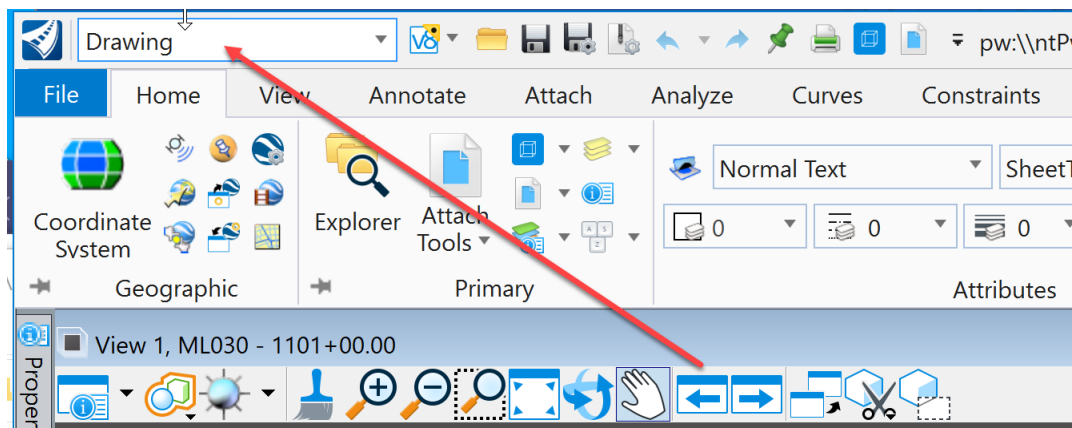 Drawing
V8
pw:\\ntP
File Home View Annotate Attach Analyze Curves Constraints
Normal Text
SheetT
Coordinate System
Explorer
Attach Tools
0 0 0
Geographic Primary Attributes
View 1, ML030 - 1101+00.00
Proper